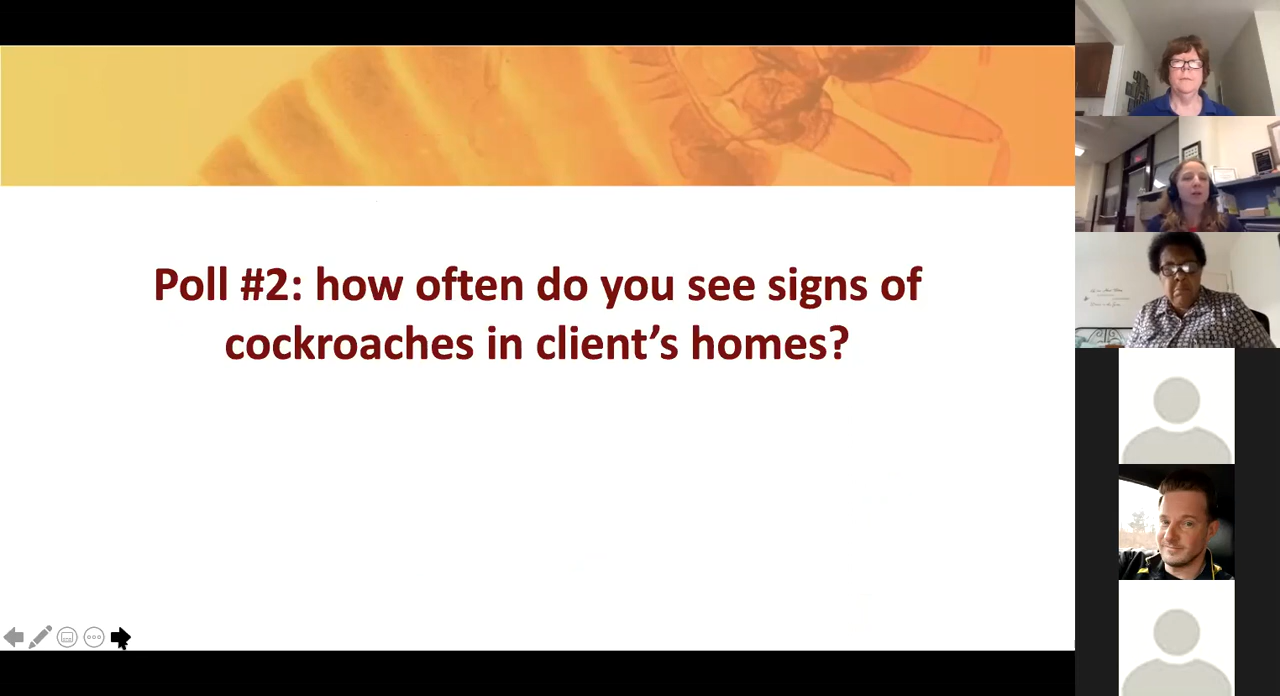 Poll #2: how often do you see signs of
cockroaches in client’s homes?